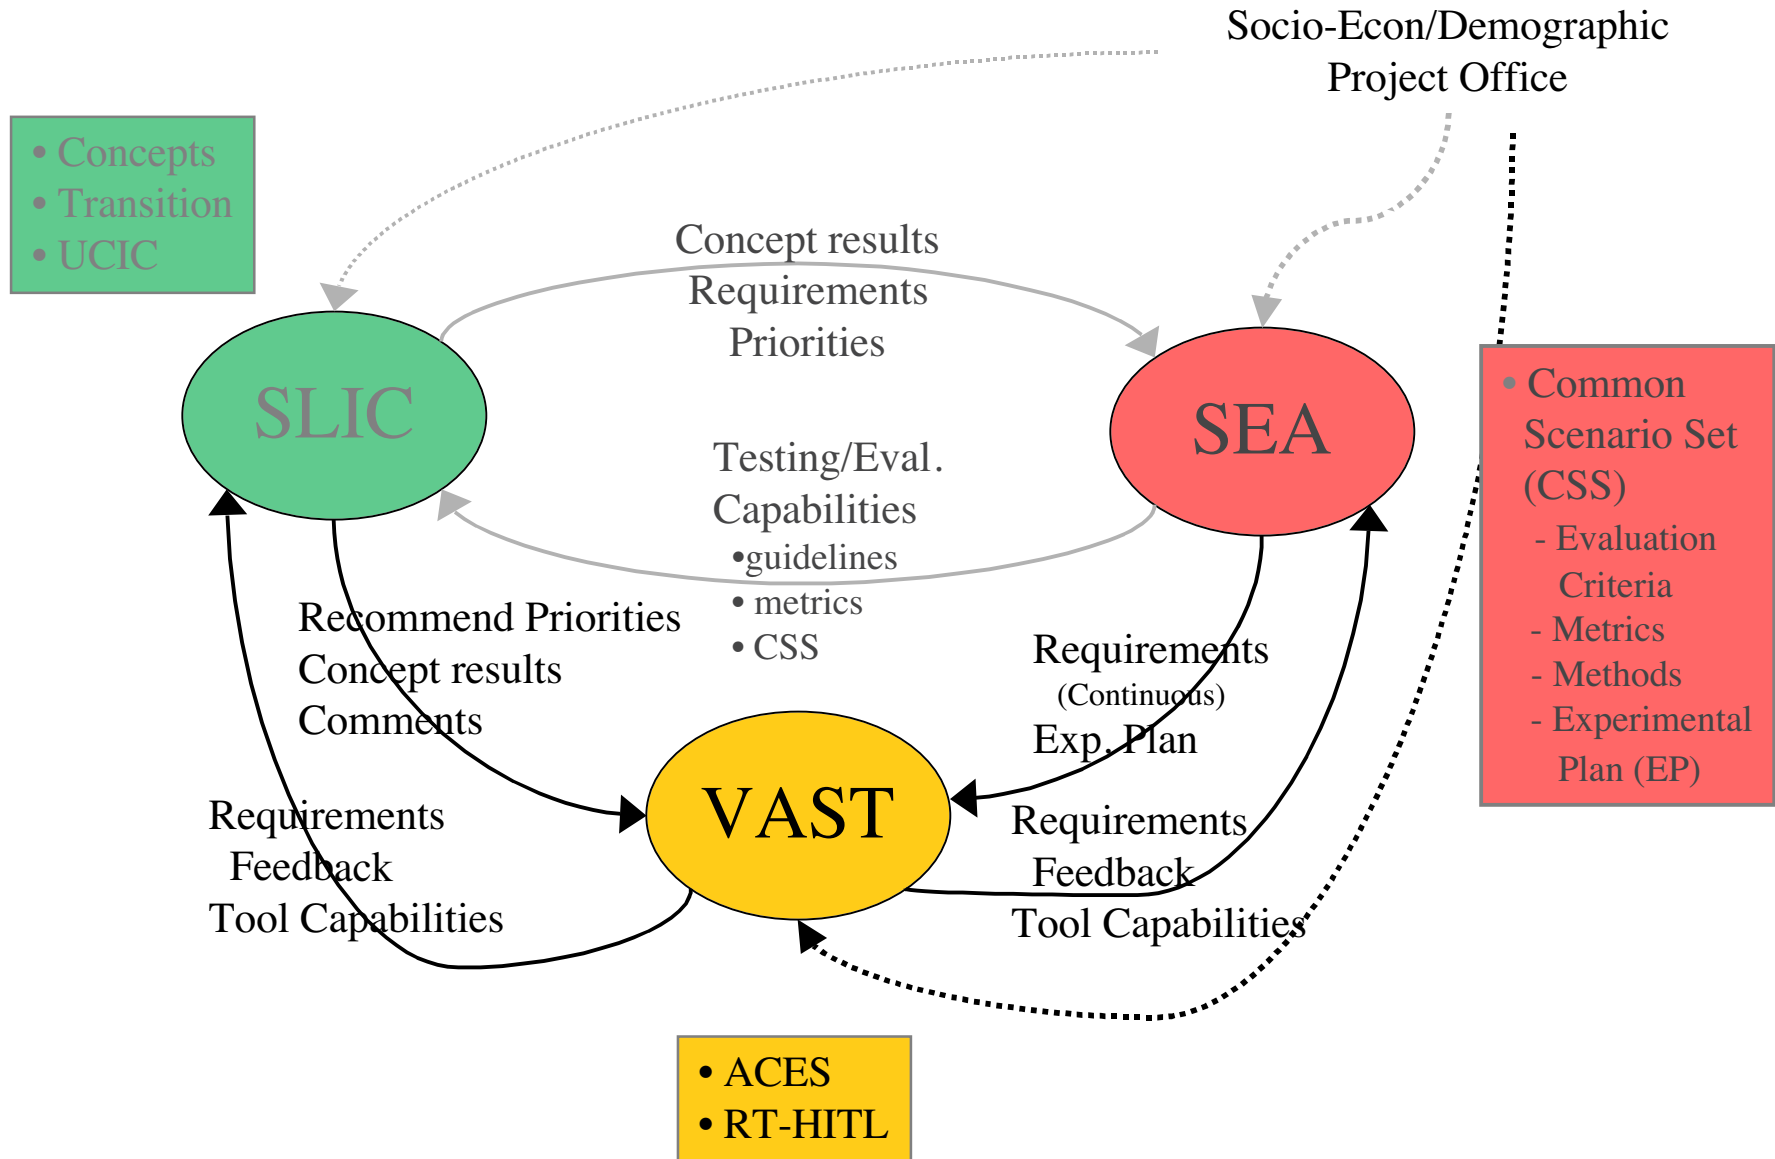 Socio-Econ/Demographic
Project Office
• Concepts
• Transition
• UCIC
Concept results
Requirements
Priorities
SLIC
SEA
• Common
Scenario Set
(CSS)
- Evaluation
Criteria
- Metrics
- Methods
- Experimental
Plan (EP)
Testing/Eval.
Capabilities
•guidelines
• metrics
• CSS
Recommend Priorities
Concept results
Comments
Requirements
(Continuous)
Exp. Plan
VAST
Requirements
Feedback
Tool Capabilities
Requirements
Feedback
Tool Capabilities
• ACES
• RT-HITL